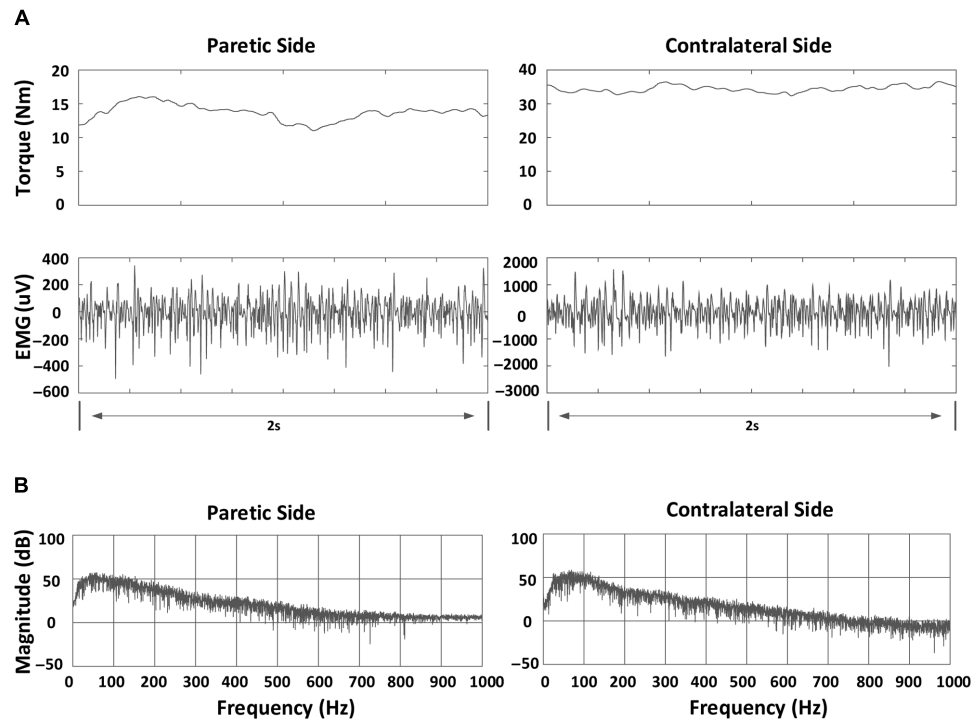 A
Paretic Side
Contralateral Side
Torque (Nm)
20
15
10
5
0
40
30
20
10
0
EMG (uV)
400
200
0
−200
−400
−600
2000
1000
0
−1000
−2000
−3000
2s
2s
B
Paretic Side
Contralateral Side
Magnitude (dB)
100
50
0
−50
100
50
0
−50
0 100 200 300 400 500 600 700 800 900 1000
0 100 200 300 400 500 600 700 800 900 1000
Frequency (Hz)
Frequency (Hz)